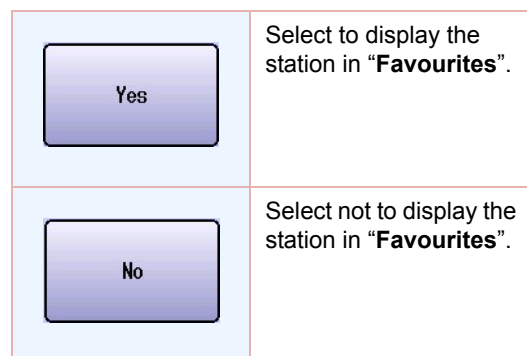 Yes
Select to display the
station in “Favourites”.
No
Select not to display the
station in “Favourites”.